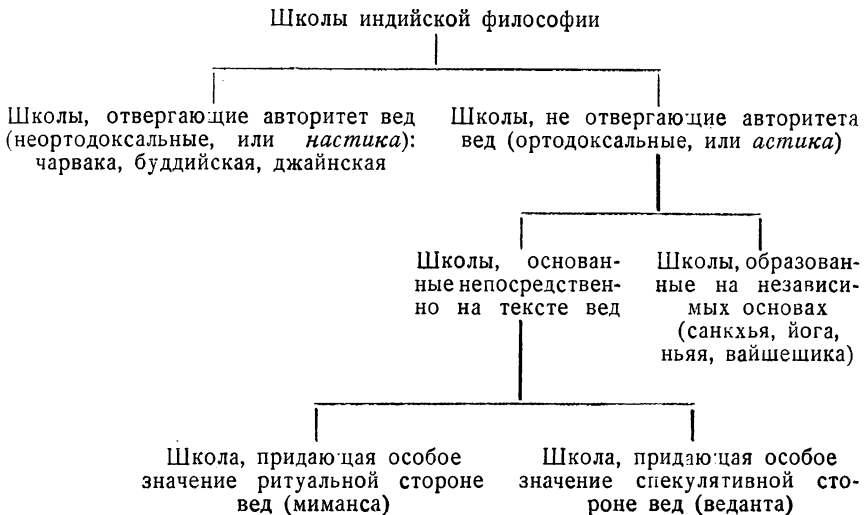 Школы индийской философии
Школы, отвергающие авторитет вед
(неортодоксальные, или настика):
чарвака, буддийская, джайнская
Школы, не отвергающие авторитета
вед (ортодоксальные, или астика)
Школы, основан-
ные непосредствен-
но на тексте вед
Школы, образован-
ные на независи-
мых основах
(санкхья, йога,
ньяя, вайшешика)
Школа, придающая особое
значение ритуальной стороне
вед (миманса)
Школа, придающая особое
значение спекулятивной сто-
роне вед (веданта)